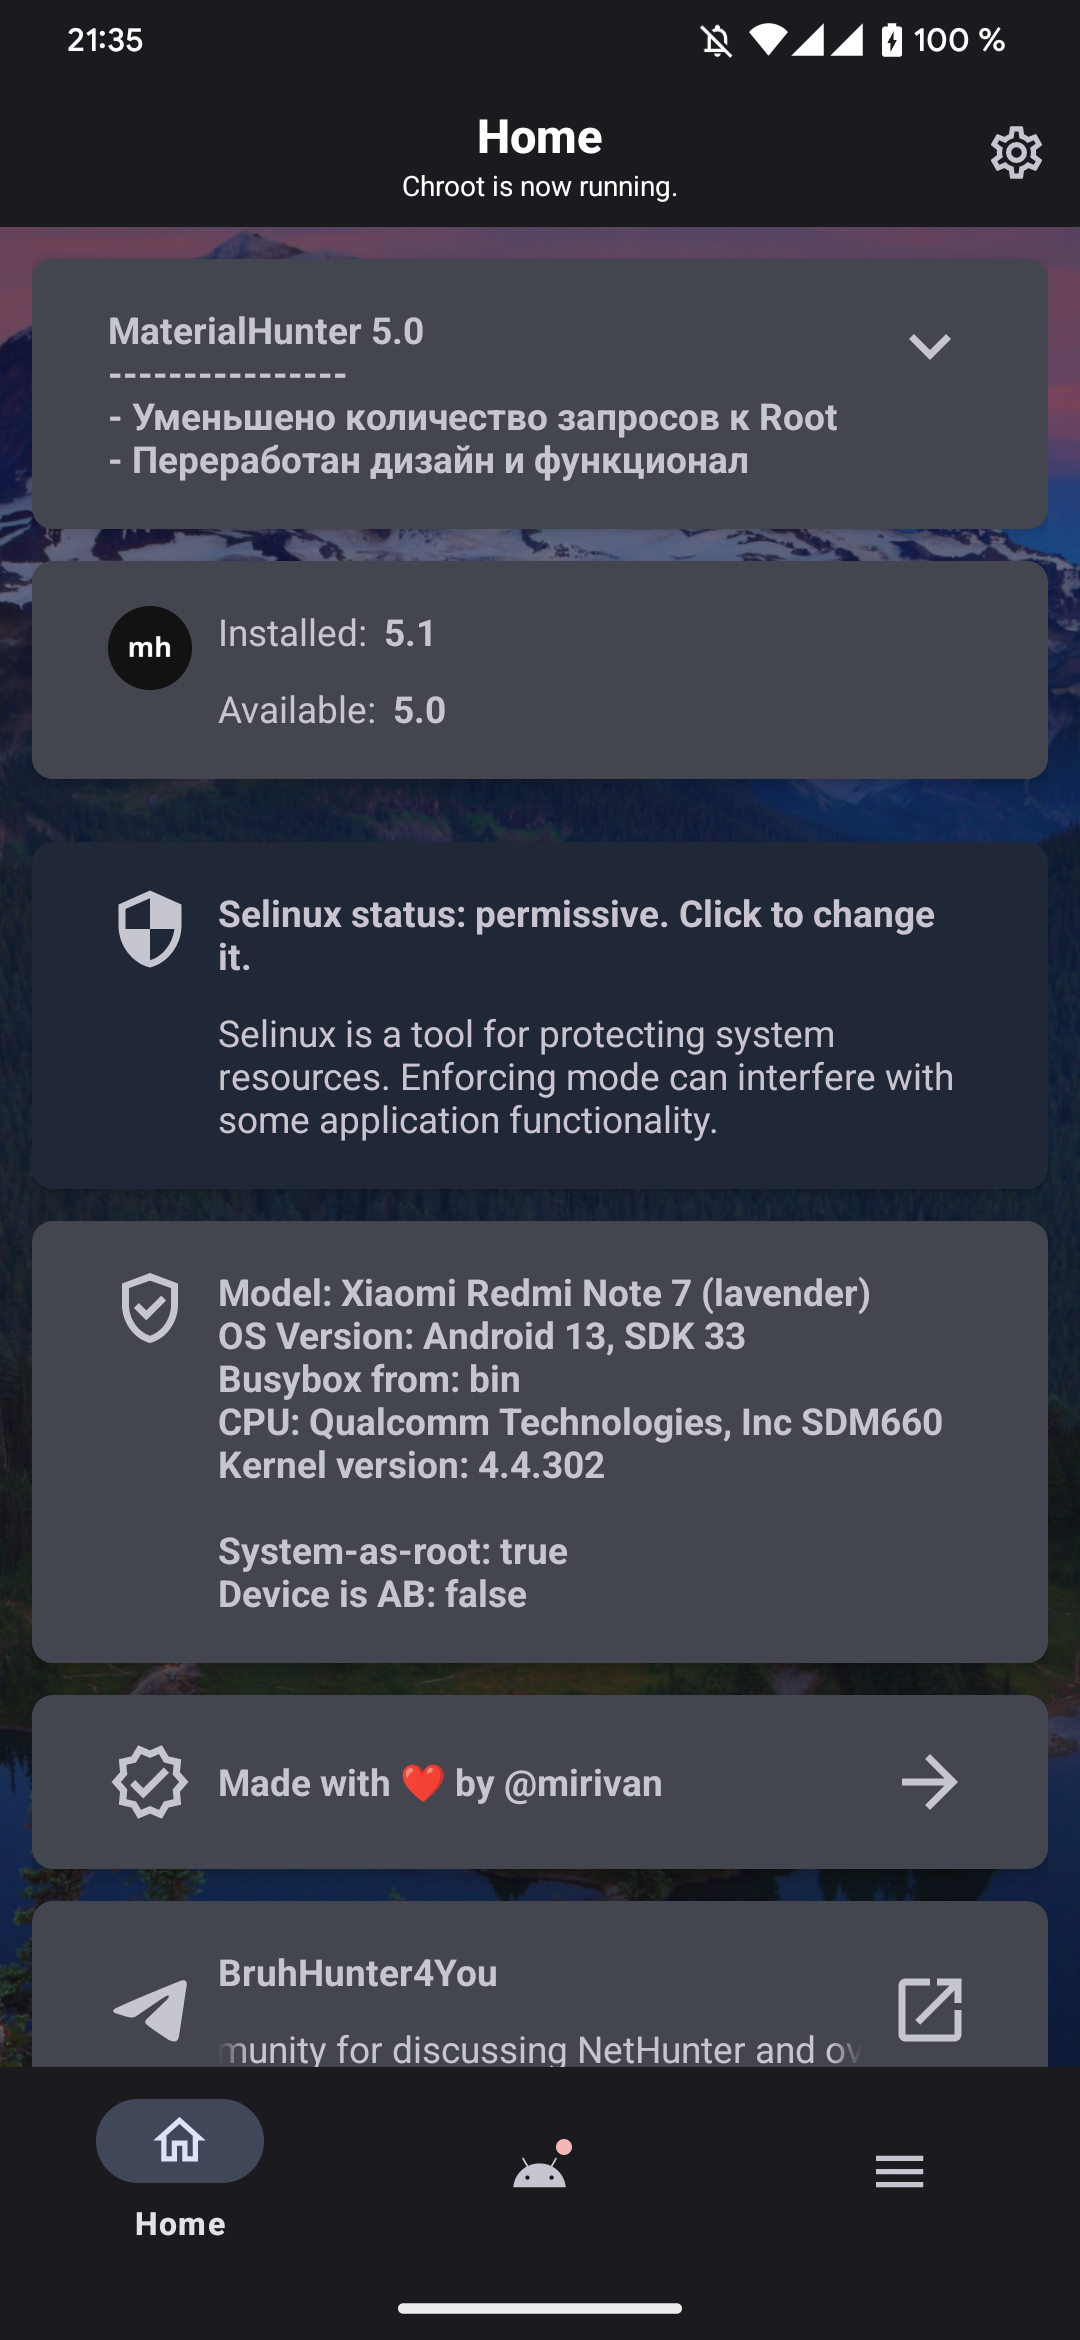 21:35
100 %
Home
Chroot is now running.
MaterialHunter 5.0
----------------
- Уменьшено количество запросов к Root
- Переработан дизайн и функционал
mh
Installed: 5.1
Available: 5.0
Selinux status: permissive. Click to change
it.
Selinux is a tool for protecting system
resources. Enforcing mode can interfere with
some application functionality.
Model: Xiaomi Redmi Note 7 (lavender)
OS Version: Android 13, SDK 33
Busybox from: bin
CPU: Qualcomm Technologies, Inc SDM660
Kernel version: 4.4.302
System-as-root: true
Device is AB: false
Made with ❤️ by @mirivan
BruhHunter4You
munity for discussing NetHunter and ov
Home